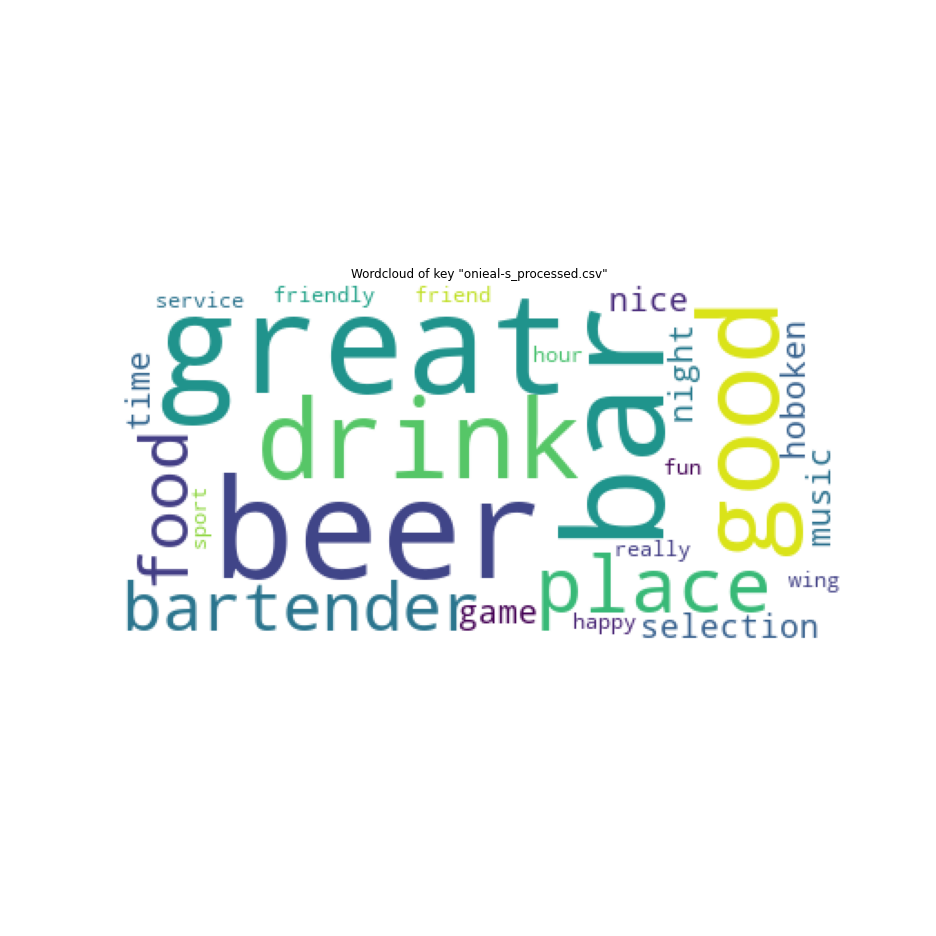 Wordcloud of key "onieal-s_processed.csv"
service
friendly
friend
nice
great
hour
bar
good
night
hoboken
time
drink
food
fun
music
sport
beer
really
place
wing
bartender
game
happy
selection